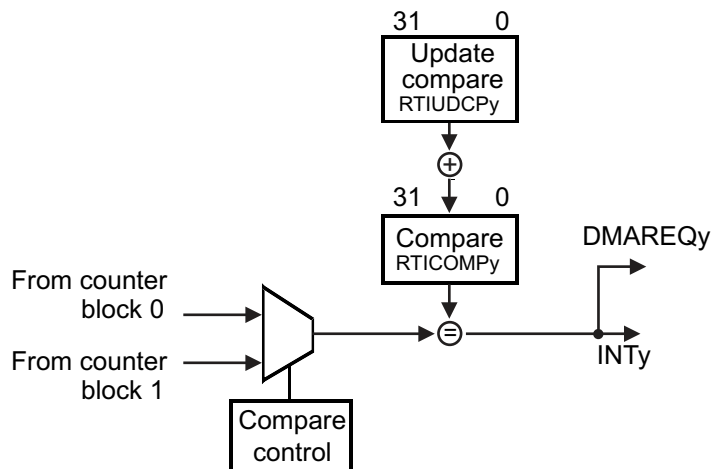 31 0
Update
compare
RTIUDCPy
+
31 0
Compare
RTICOMPy
DMAREQy
From counter
block 0
=
INTy
From counter
block 1
Compare
control